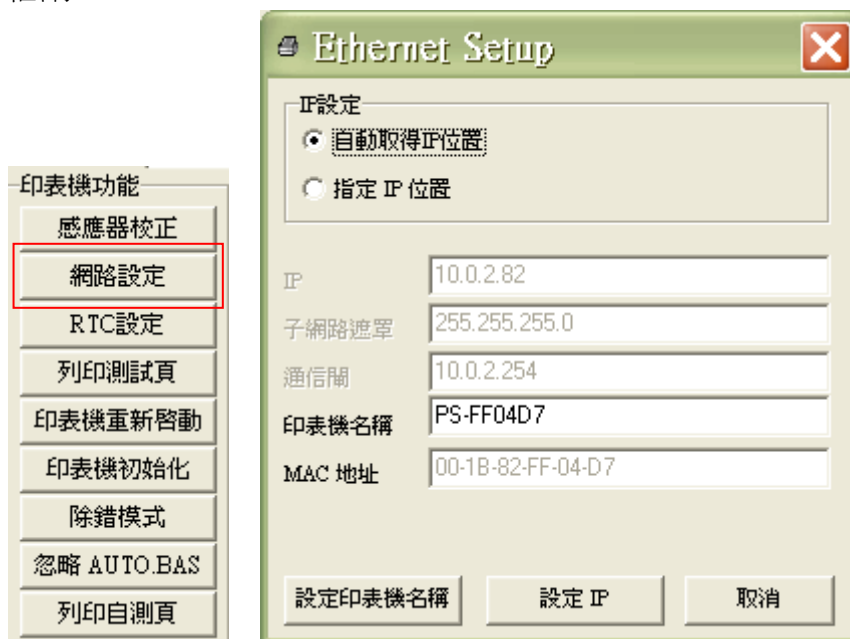 Ethernet Setup
IP設定
自動取得IP位置
指定 IP 位置
IP 10.0.2.82
子網路遮罩 255.255.255.0
通信閘 10.0.2.254
印表機名稱 PS-FF04D7
MAC 地址 00-1B-82-FF-04-D7
設定印表機名稱 設定 IP 取消
印表機功能
感應器校正
網路設定
RTC設定
列印測試頁
印表機重新啓動
印表機初始化
除錯模式
忽略 AUTO.BAS
列印自測頁